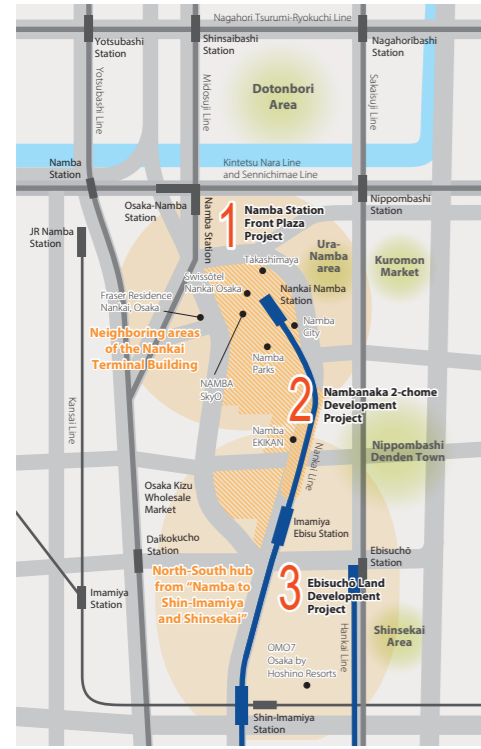 Nagahori Tsurumi-Ryokuchi Line
Yotsubashi
Station
Shinsaibashi
Station
Nagahoribashi
Station
Yotsubashi Line
Midosuji Line
Sakaisuji Line
Dotonbori
Area
Namba
Station
Kintetsu Nara Line
and Sennichimae Line
Osaka-Namba
Station
Namba Station
Nippombashi
Station
JR Namba
Station
1
Namba Station
Front Plaza
Project
Ura-
Namba
area
Kuromon
Market
Takashimaya
Swissôtel
Nankai Osaka
Nankai Namba
Station
Fraser Residence
Nankai, Osaka
Namba
City
Neighboring areas
of the Nankai
Terminal Building
Namba
Parks
NAMBA
SkyO
2
Nambanaka 2-chome
Development
Project
Kansai Line
Namba
EKIKAN
Nankai Line
Nippombashi
Denden Town
Osaka Kizu
Wholesale
Market
Imamiya
Ebisu Station
Daikokucho
Station
Ebisuchō
Station
North-South hub
from “Namba to
Shin-Imamiya
and Shinsekai”
3
Ebisuchō Land
Development
Project
Imamiya
Station
Hankai Line
Shinsekai
Area
OMO7
Osaka by
Hoshino Resorts
Shin-Imamiya
Station